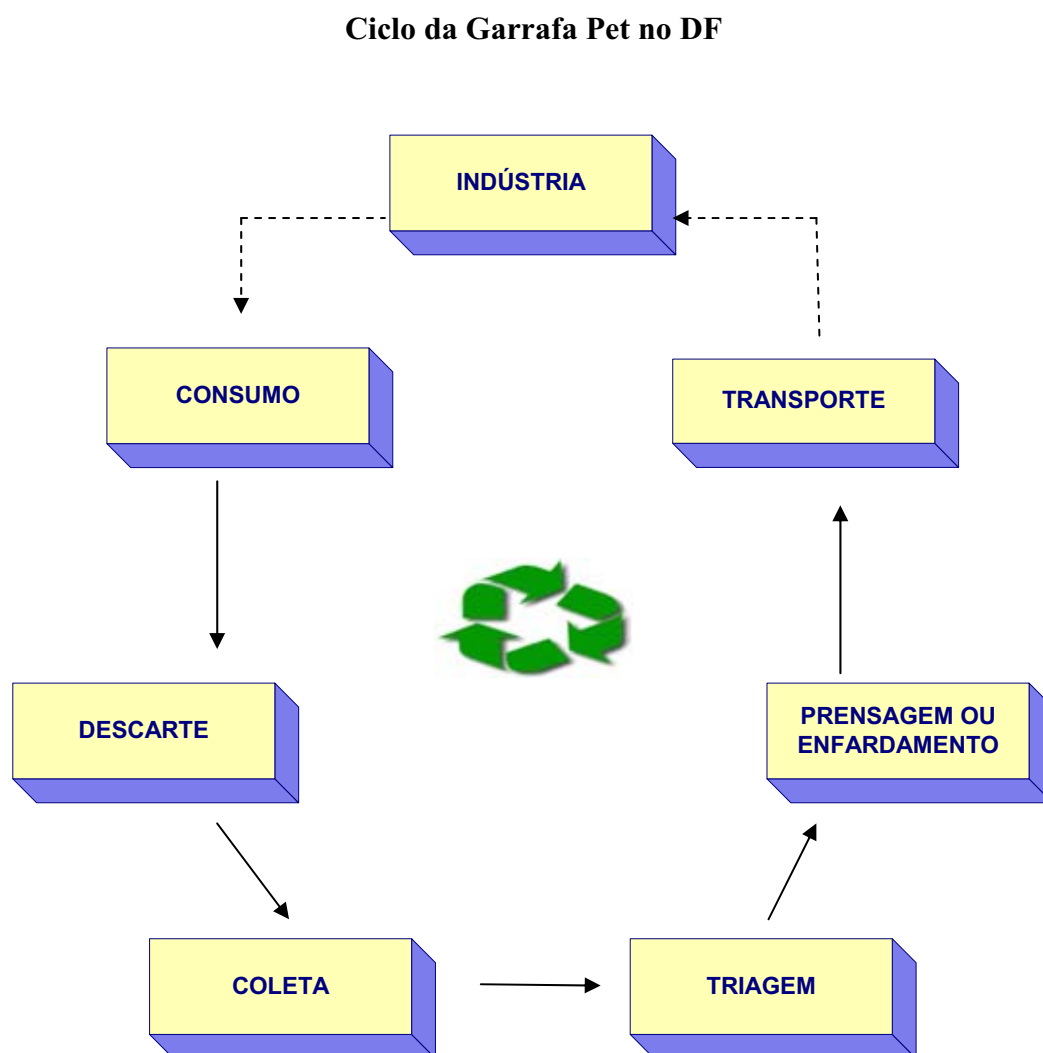 Ciclo da Garrafa Pet no DF
INDÚSTRIA
CONSUMO
TRANSPORTE
DESCARTE
PRENSAGEM OU
ENFARDAMENTO
COLETA
TRIAGEM